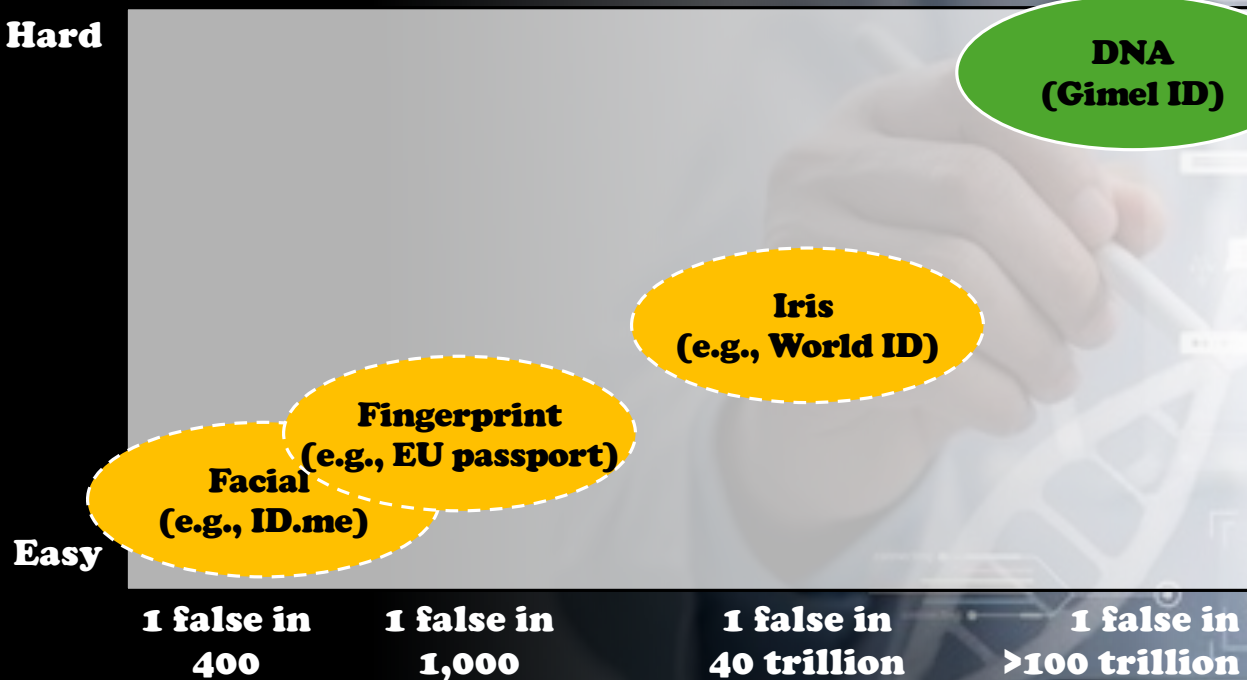 Hard
DNA
(Gimel ID)
Iris
(e.g., World ID)
Fingerprint
(e.g., EU passport)
Facial
(e.g., ID.me)
Easy
1 false in
400
1 false in
1,000
1 false in
40 trillion
1 false in
>100 trillion